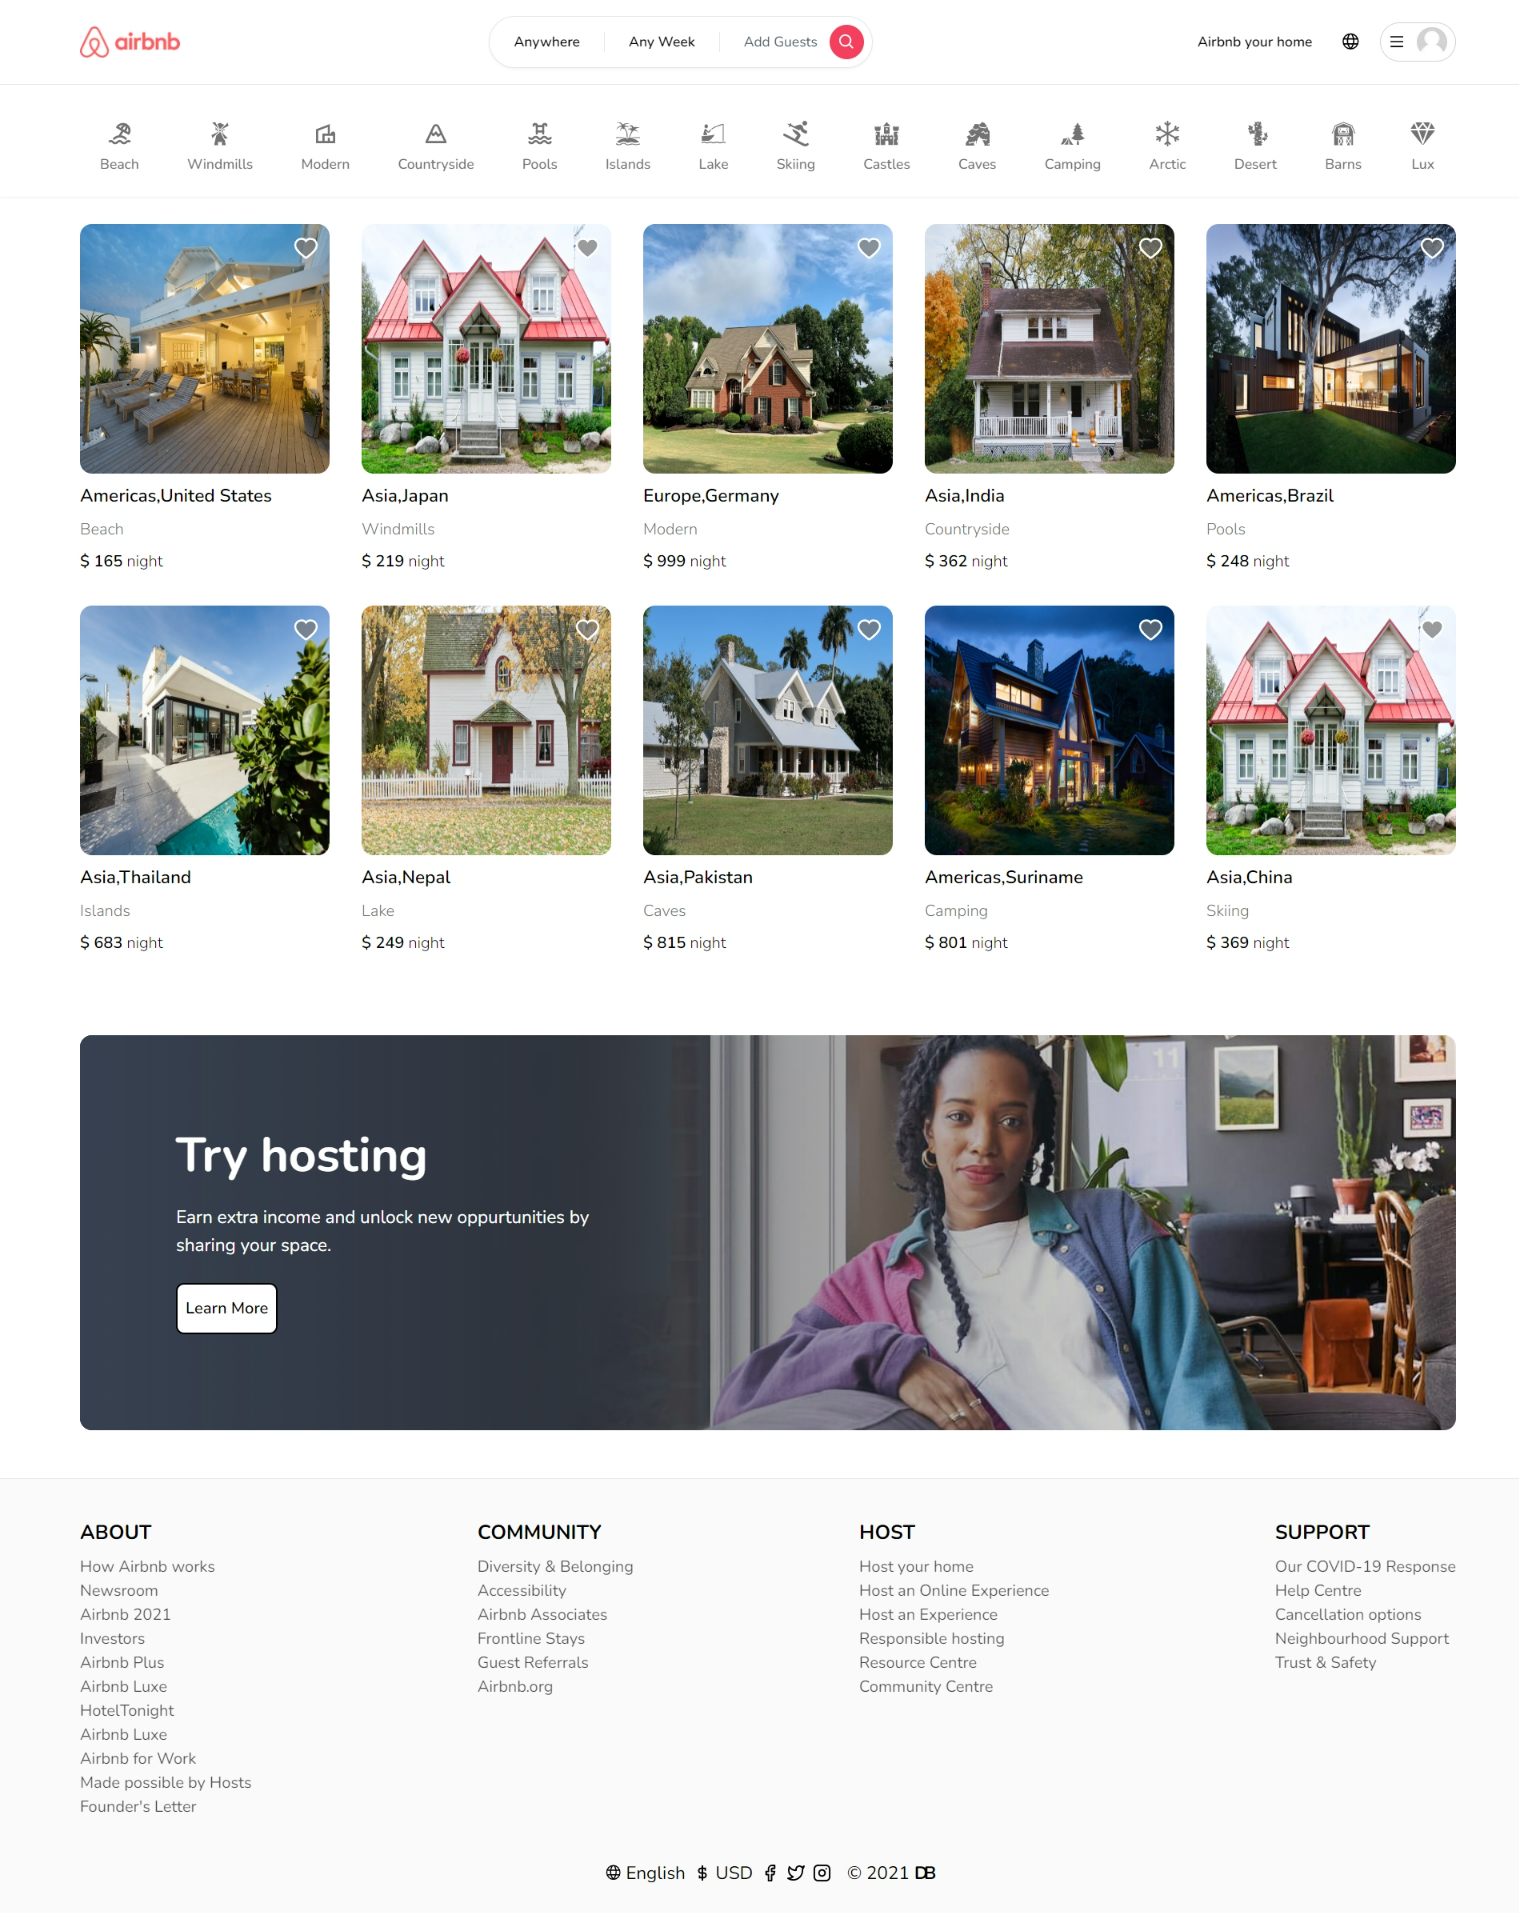 airbnb
Anywhere
Any Week
Add Guests
Airbnb your home
Beach
Windmills
Modern
Countryside
Pools
Islands
Lake
Skiing
Castles
Caves
Camping
Arctic
Desert
Barns
Lux
Americas,United States
Beach
$ 165 night
Asia,Japan
Windmills
$ 219 night
Europe,Germany
Modern
$ 999 night
Asia,India
Countryside
$ 362 night
Americas,Brazil
Pools
$ 248 night
Asia,Thailand
Islands
$ 683 night
Asia,Nepal
Lake
$ 249 night
Asia,Pakistan
Caves
$ 815 night
Americas,Suriname
Camping
$ 801 night
Asia,China
Skiing
$ 369 night
11
Try hosting
Earn extra income and unlock new oppurtunities by
sharing your space.
Learn More
ABOUT
How Airbnb works
Newsroom
Airbnb 2021
Investors
Airbnb Plus
Airbnb Luxe
HotelTonight
Airbnb Luxe
Airbnb for Work
Made possible by Hosts
Founder's Letter
COMMUNITY
Diversity & Belonging
Accessibility
Airbnb Associates
Frontline Stays
Guest Referrals
Airbnb.org
HOST
Host your home
Host an Online Experience
Host an Experience
Responsible hosting
Resource Centre
Community Centre
SUPPORT
Our COVID-19 Response
Help Centre
Cancellation options
Neighbourhood Support
Trust & Safety
English $ USD © 2021 DB